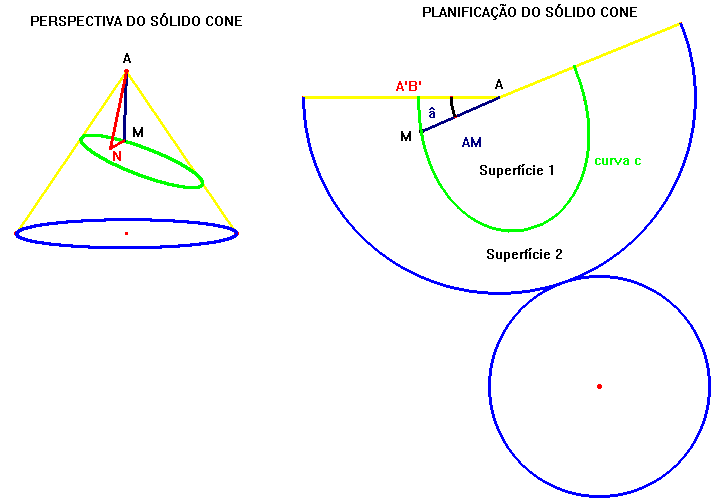 PERSPECTIVA DO SÓLIDO CONE
A
M
N
PLANIFICAÇÃO DO SÓLIDO CONE
A'B'
A
â
M
AM
Superfície 1
curva c
Superfície 2